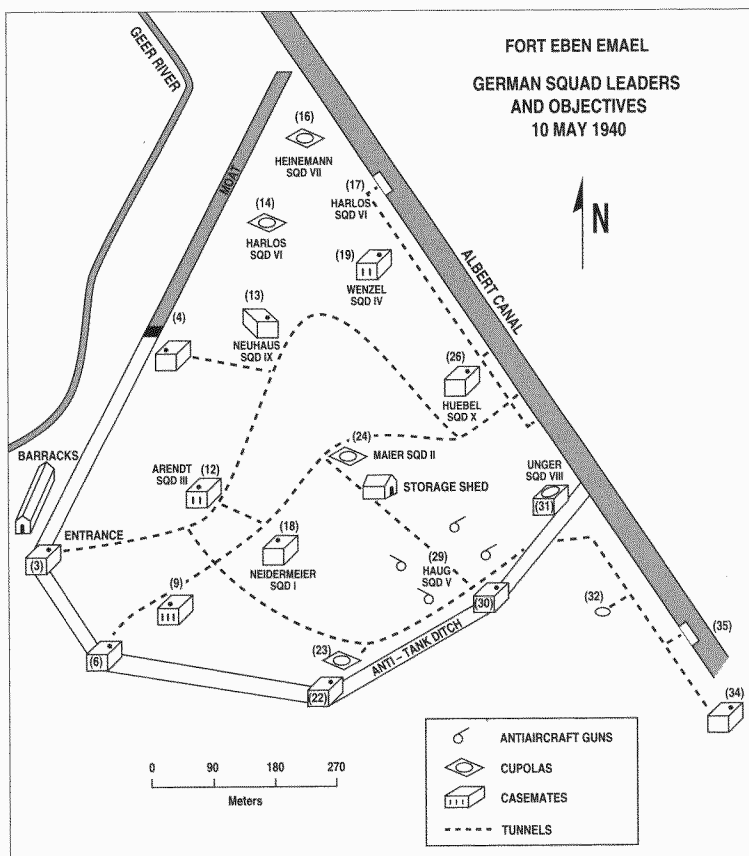 FORT EBEN EMAEL
GERMAN SQUAD LEADERS
AND OBJECTIVES
10 MAY 1940
N
GEER RIVER
MOAT
ALBERT CANAL
(16)
HEINEMANN
SQD VII
(17)
HARLOS
SQD VI
(14)
HARLOS
SQD VI
(19)
WENZEL
SQD IV
(13)
NEUHAUS
SQD IX
(4)
(26)
HUEBEL
SQD X
(24)
MAIER SQD II
BARRACKS
ARENDT
SQD III
(12)
STORAGE SHED
UNGER
SQD VIII
(31)
ENTRANCE
(3)
(18)
NEIDERMEIER
SQD I
(29)
HAUG
SQD V
(9)
(30)
(32)
(35)
(6)
(23)
ANTI – TANK DITCH
(22)
(34)
0 90 180 270
Meters
ANTIAIRCRAFT GUNS
CUPOLAS
CASEMATES
TUNNELS